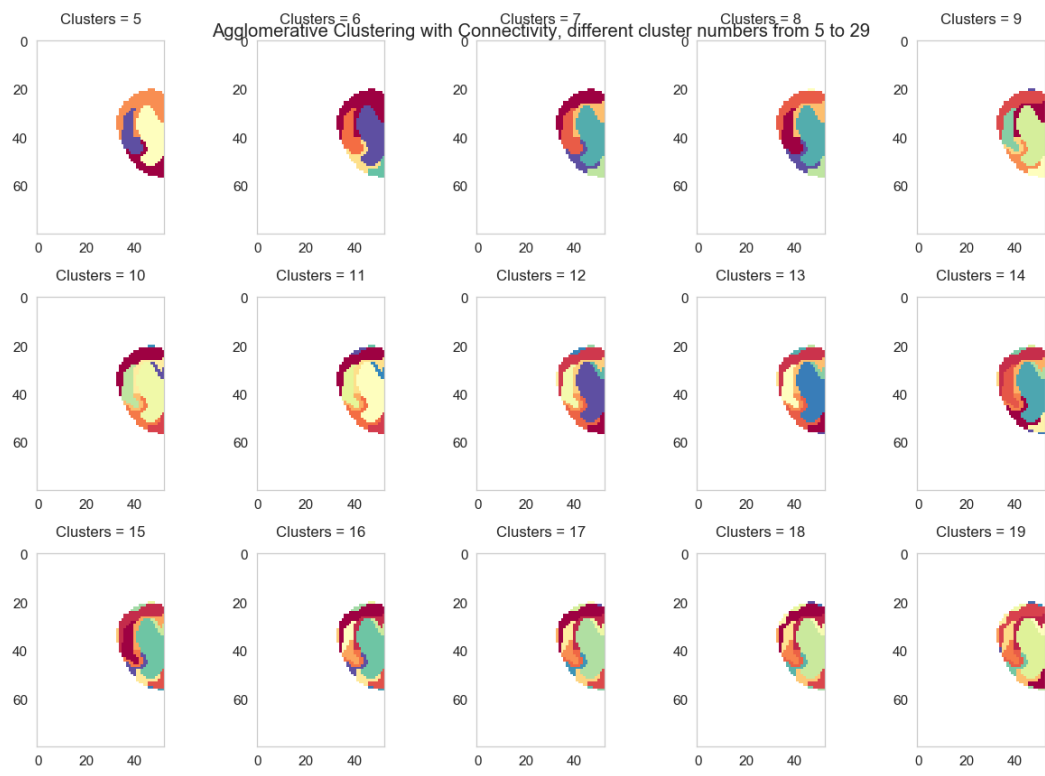 Clusters = 5 Clusters = 6 Clusters = 7 Clusters = 8 Clusters = 9
Agglomerative Clustering with Connectivity, different cluster numbers from 5 to 29
0 0 0 0 0
20 20 20 20 20
40 40 40 40 40
60 60 60 60 60
0 20 40 0 20 40 0 20 40 0 20 40 0 20 40
Clusters = 10 Clusters = 11 Clusters = 12 Clusters = 13 Clusters = 14
0 0 0 0 0
20 20 20 20 20
40 40 40 40 40
60 60 60 60 60
0 20 40 0 20 40 0 20 40 0 20 40 0 20 40
Clusters = 15 Clusters = 16 Clusters = 17 Clusters = 18 Clusters = 19
0 0 0 0 0
20 20 20 20 20
40 40 40 40 40
60 60 60 60 60
0 20 40 0 20 40 0 20 40 0 20 40 0 20 40